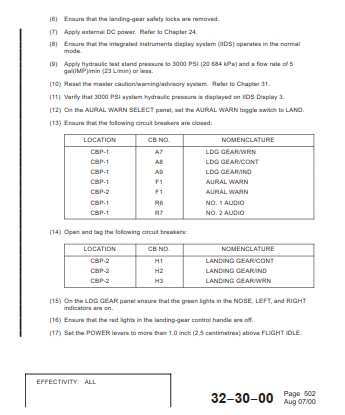 (6) Ensure that the landing-gear safety locks are removed.
(7) Apply external DC power. Refer to Chapter 24.
(8) Ensure that the integrated instruments display system (IIDS) operates in the normal
mode.
(9) Apply hydraulic test stand pressure to 3000 PSI (20 684 kPa) and a flow rate of 5
gal(IMP)/min (23 L/min) or less.
(10) Reset the master caution/warning/advisory system. Refer to Chapter 31.
(11) Verify that 3000 PSI system hydraulic pressure is displayed on IIDS Display 3.
(12) On the AURAL WARN SELECT panel, set the AURAL WARN toggle switch to LAND.
(13) Ensure that the following circuit breakers are closed:
LOCATION CB NO. NOMENCLATURE
CBP-1 A7 LDG GEAR/WRN
CBP-1 A8 LDG GEAR/CONT
CBP-1 A9 LDG GEAR/IND
CBP-1 F1 AURAL WARN
CBP-2 F1 AURAL WARN
CBP-1 R6 NO. 1 AUDIO
CBP-1 R7 NO. 2 AUDIO
(14) Open and tag the following circuit breakers:
LOCATION CB NO. NOMENCLATURE
CBP-2 H1 LANDING GEAR/CONT
CBP-2 H2 LANDING GEAR/IND
CBP-2 H3 LANDING GEAR/WRN
(15) On the LDG GEAR panel ensure that the green lights in the NOSE, LEFT, and RIGHT
indicators are on.
(16) Ensure that the red lights in the landing-gear control handle are off.
(17) Set the POWER levers to more than 1.0 inch (2,5 centimetres) above FLIGHT IDLE.
EFFECTIVITY: ALL
32–30–00
Page 502
Aug 07/00